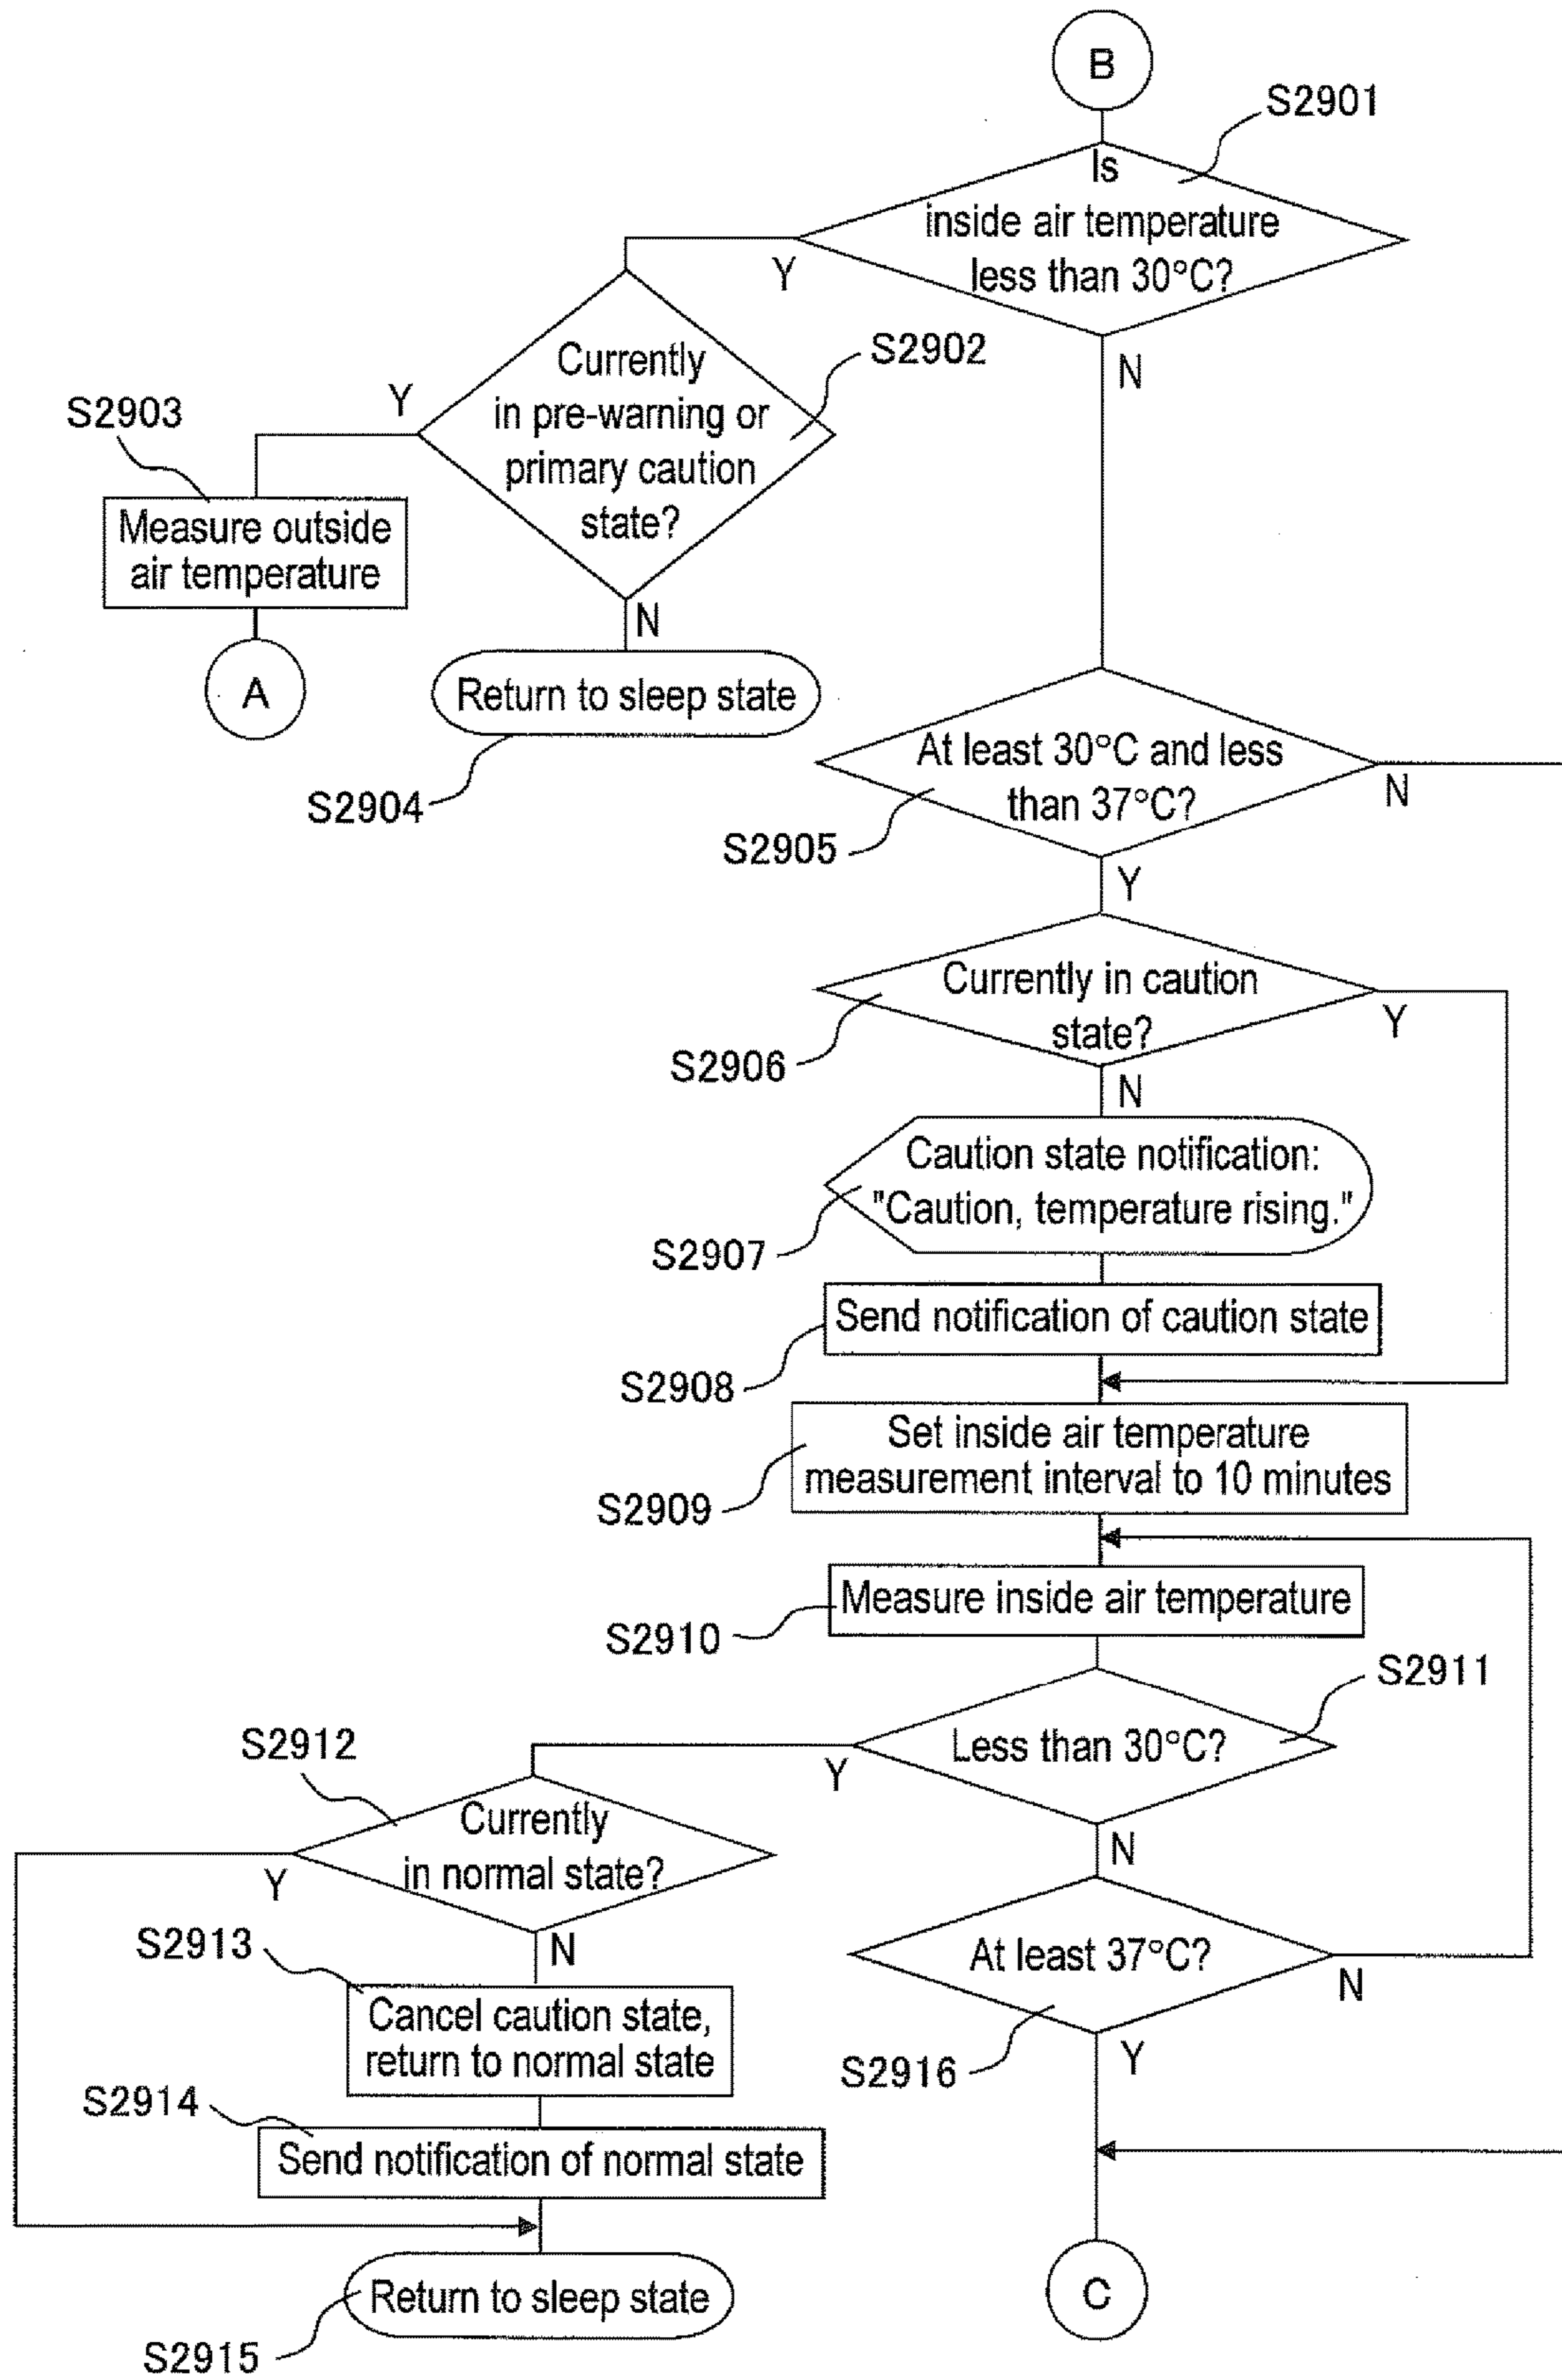 B
S2901
Is
inside air temperature
less than 30°C?
Y
N
S2902
Currently
in pre-warning or
primary caution
state?
Y
N
S2903
Measure outside
air temperature
A
Return to sleep state
S2904
At least 30°C and less
than 37°C?
N
S2905
Y
Currently in caution
state?
Y
S2906
N
Caution state notification:
"Caution, temperature rising."
S2907
Send notification of caution state
S2908
Set inside air temperature
measurement interval to 10 minutes
S2909
Measure inside air temperature
S2910
S2911
Less than 30°C?
Y
N
S2912
Currently
in normal state?
Y
N
S2913
Cancel caution state,
return to normal state
At least 37°C?
N
S2916
Y
S2914
Send notification of normal state
Return to sleep state
S2915
C